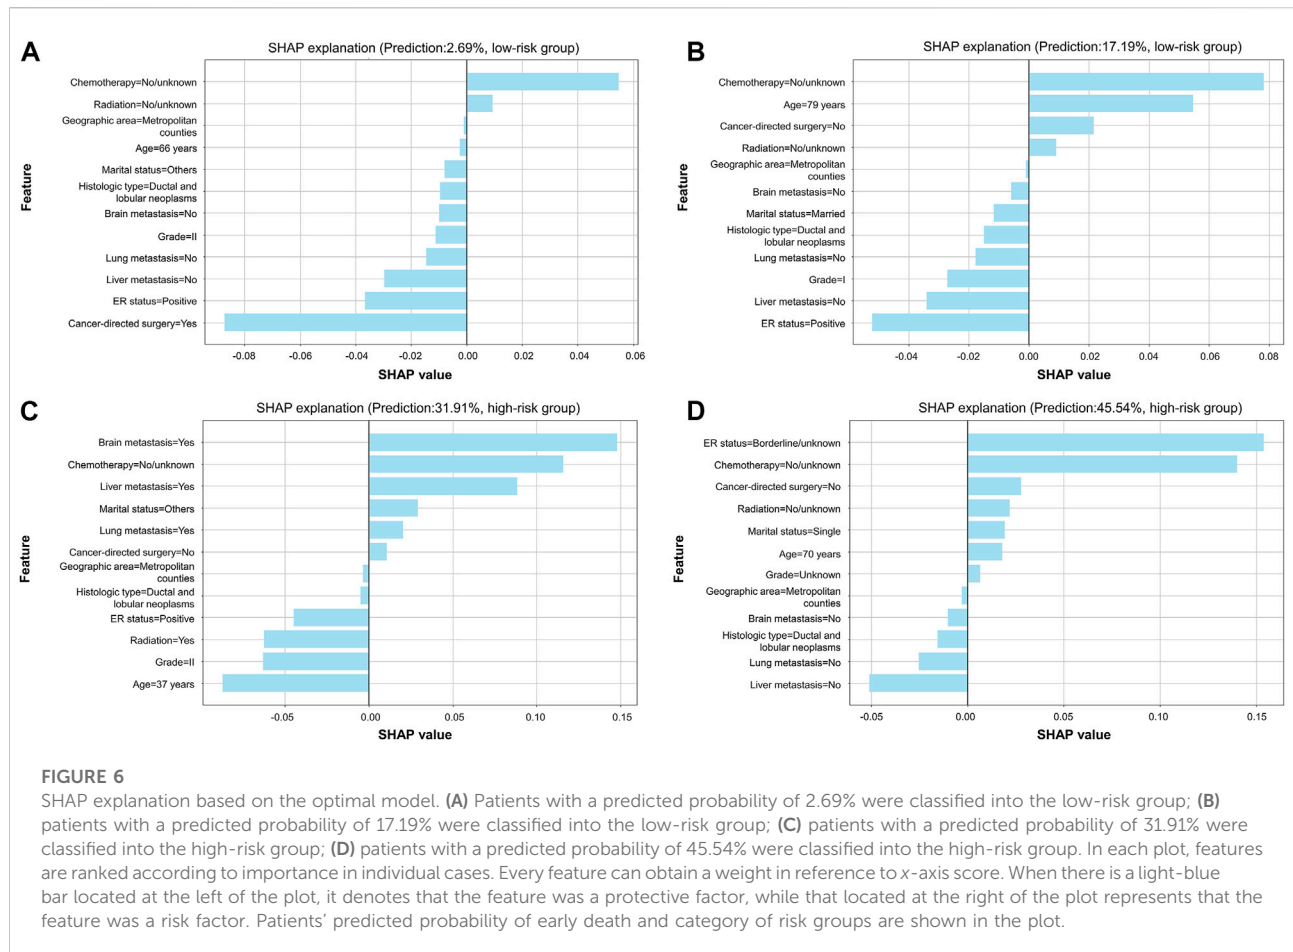 A
SHAP explanation (Prediction:2.69%, low-risk group)
Feature
Chemotherapy=No/unknown
Radiation=No/unknown
Geographic area=Metropolitan
counties
Age=66 years
Marital status=Others
Histologic type=Ductal and
lobular neoplasms
Brain metastasis=No
Grade=II
Lung metastasis=No
Liver metastasis=No
ER status=Positive
Cancer-directed surgery=Yes
-0.08 -0.06 -0.04 -0.02 0.00 0.02 0.04 0.06
SHAP value
B
SHAP explanation (Prediction:17.19%, low-risk group)
Feature
Chemotherapy=No/unknown
Age=79 years
Cancer-directed surgery=No
Radiation=No/unknown
Geographic area=Metropolitan
counties
Brain metastasis=No
Marital status=Married
Histologic type=Ductal and
lobular neoplasms
Lung metastasis=No
Grade=I
Liver metastasis=No
ER status=Positive
-0.04 -0.02 0.00 0.02 0.04 0.06 0.08
SHAP value
C
SHAP explanation (Prediction:31.91%, high-risk group)
Feature
Brain metastasis=Yes
Chemotherapy=No/unknown
Liver metastasis=Yes
Marital status=Others
Lung metastasis=Yes
Cancer-directed surgery=No
Geographic area=Metropolitan
counties
Histologic type=Ductal and
lobular neoplasms
ER status=Positive
Radiation=Yes
Grade=II
Age=37 years
-0.05 0.00 0.05 0.10 0.15
SHAP value
D
SHAP explanation (Prediction:45.54%, high-risk group)
Feature
ER status=Borderline/unknown
Chemotherapy=No/unknown
Cancer-directed surgery=No
Radiation=No/unknown
Marital status=Single
Age=70 years
Grade=Unknown
Geographic area=Metropolitan
counties
Brain metastasis=No
Histologic type=Ductal and
lobular neoplasms
Lung metastasis=No
Liver metastasis=No
-0.05 0.00 0.05 0.10 0.15
SHAP value
FIGURE 6
SHAP explanation based on the optimal model. (A) Patients with a predicted probability of 2.69% were classified into the low-risk group; (B)
patients with a predicted probability of 17.19% were classified into the low-risk group; (C) patients with a predicted probability of 31.91% were
classified into the high-risk group; (D) patients with a predicted probability of 45.54% were classified into the high-risk group. In each plot, features
are ranked according to importance in individual cases. Every feature can obtain a weight in reference to x-axis score. When there is a light-blue
bar located at the left of the plot, it denotes that the feature was a protective factor, while that located at the right of the plot represents that the
feature was a risk factor. Patients' predicted probability of early death and category of risk groups are shown in the plot.